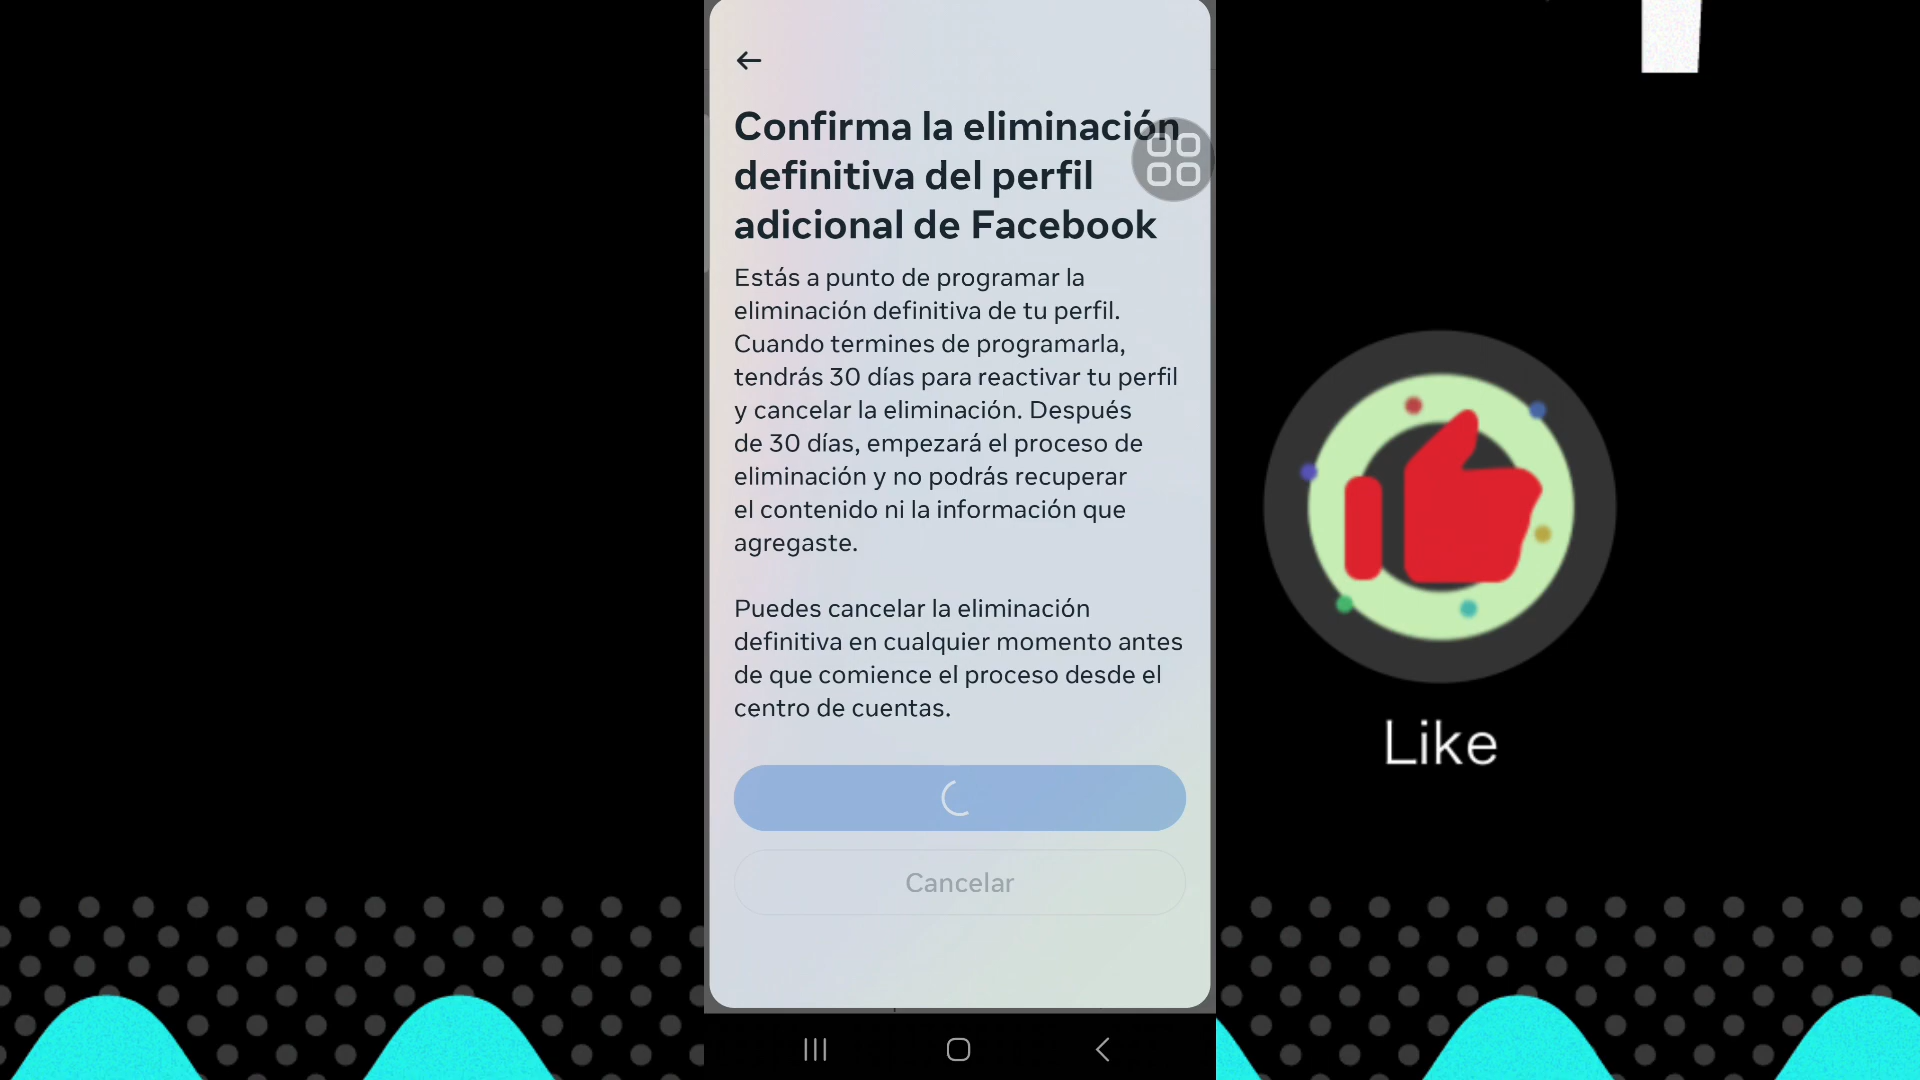 Confirma la eliminación
definitiva del perfil
adicional de Facebook
Estás a punto de programar la
eliminación definitiva de tu perfil.
Cuando termines de programarla,
tendrás 30 días para reactivar tu perfil
y cancelar la eliminación. Después
de 30 días, empezará el proceso de
eliminación y no podrás recuperar
el contenido ni la información que
agregaste.
Puedes cancelar la eliminación
definitiva en cualquier momento antes
de que comience el proceso desde el
centro de cuentas.
Cancelar
Like